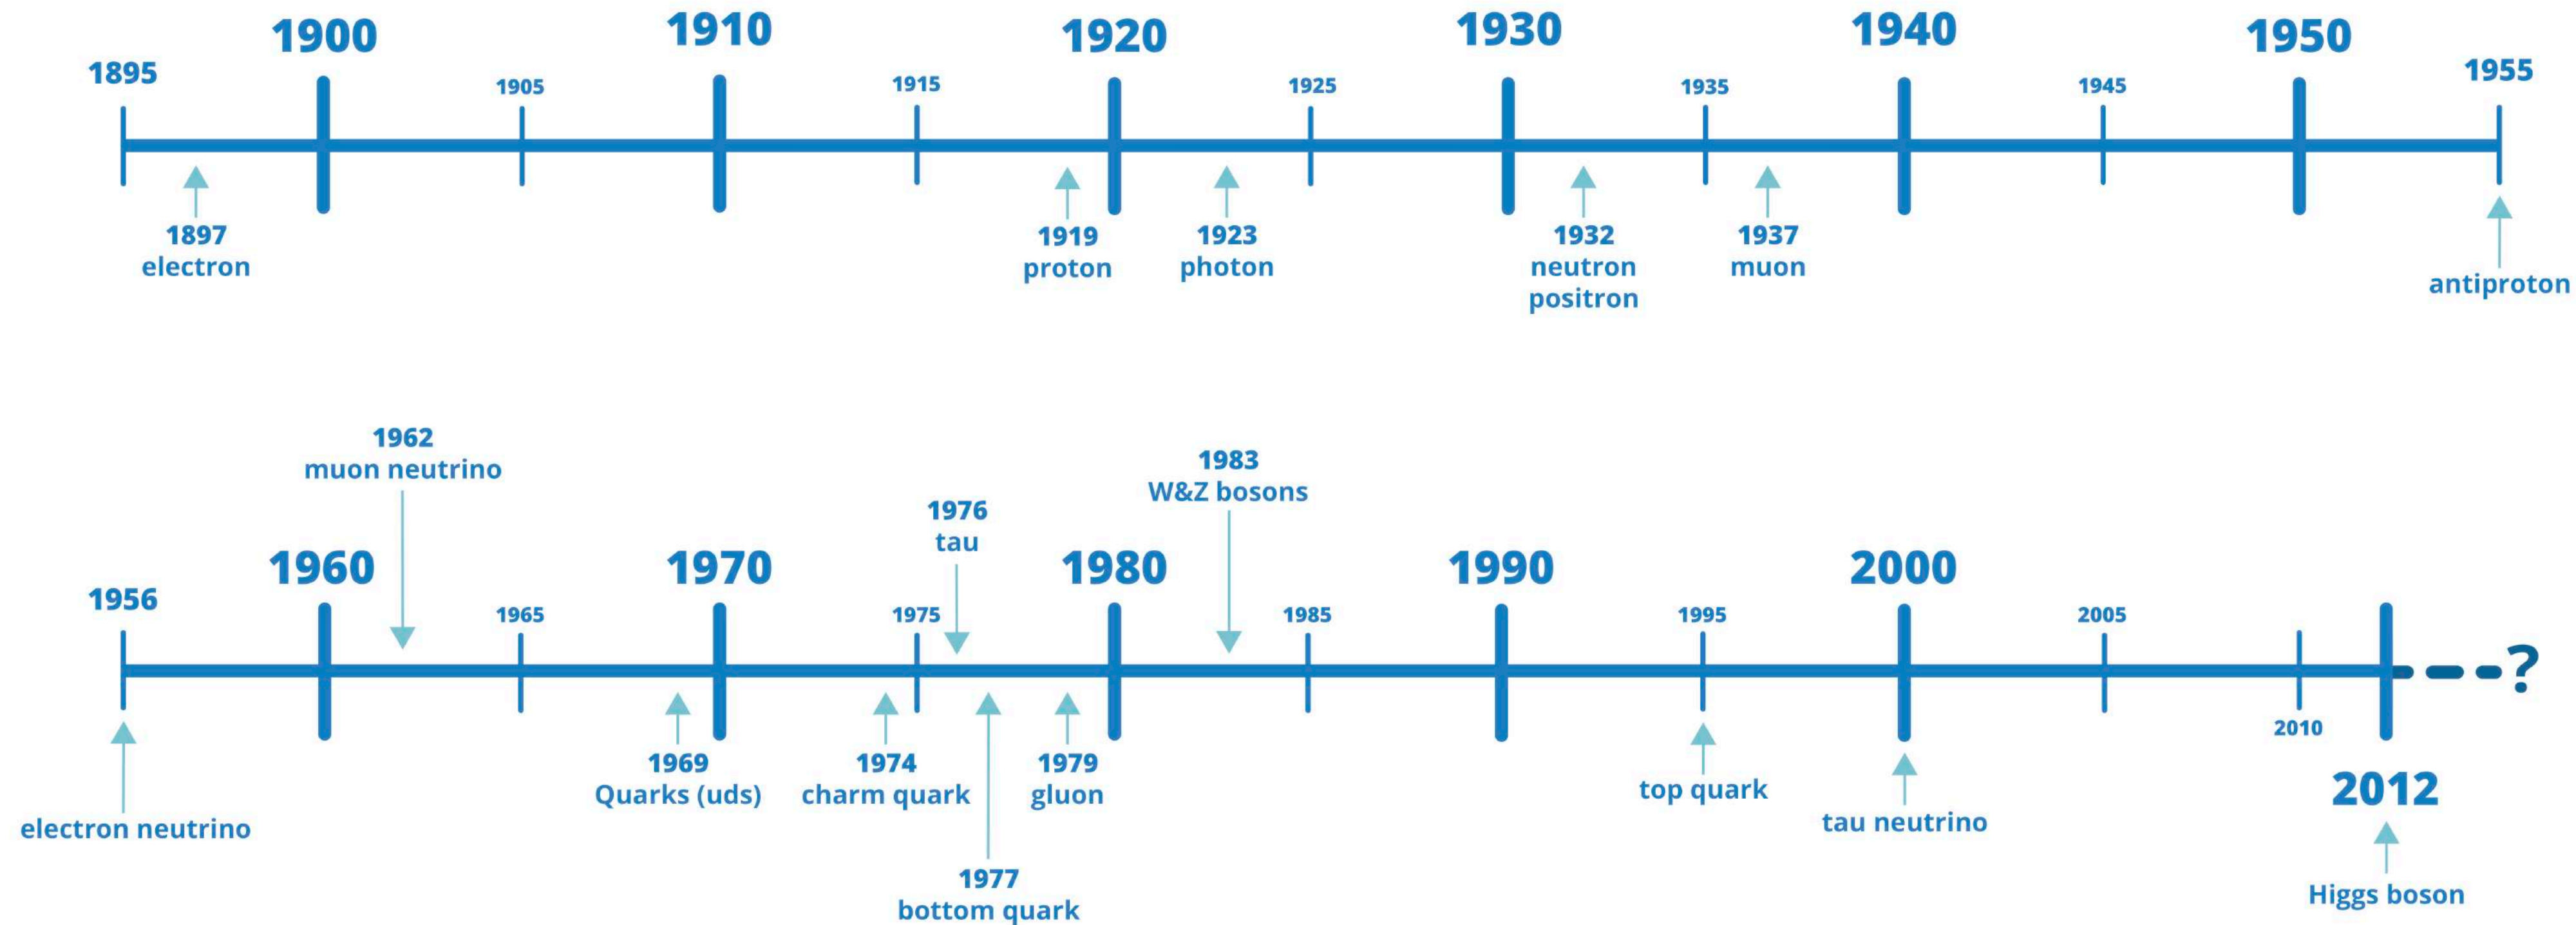 1895
1900
1905
1910
1915
1920
1925
1930
1935
1940
1945
1950
1955
1897
electron
1919
proton
1923
photon
1932
neutron
positron
1937
muon
antiproton
1962
muon neutrino
1976
tau
1983
W&Z bosons
1956
1960
1965
1970
1975
1980
1985
1990
1995
2000
2005
2010
2012
?
electron neutrino
1969
Quarks (uds)
1974
charm quark
1977
bottom quark
1979
gluon
top quark
tau neutrino
Higgs boson